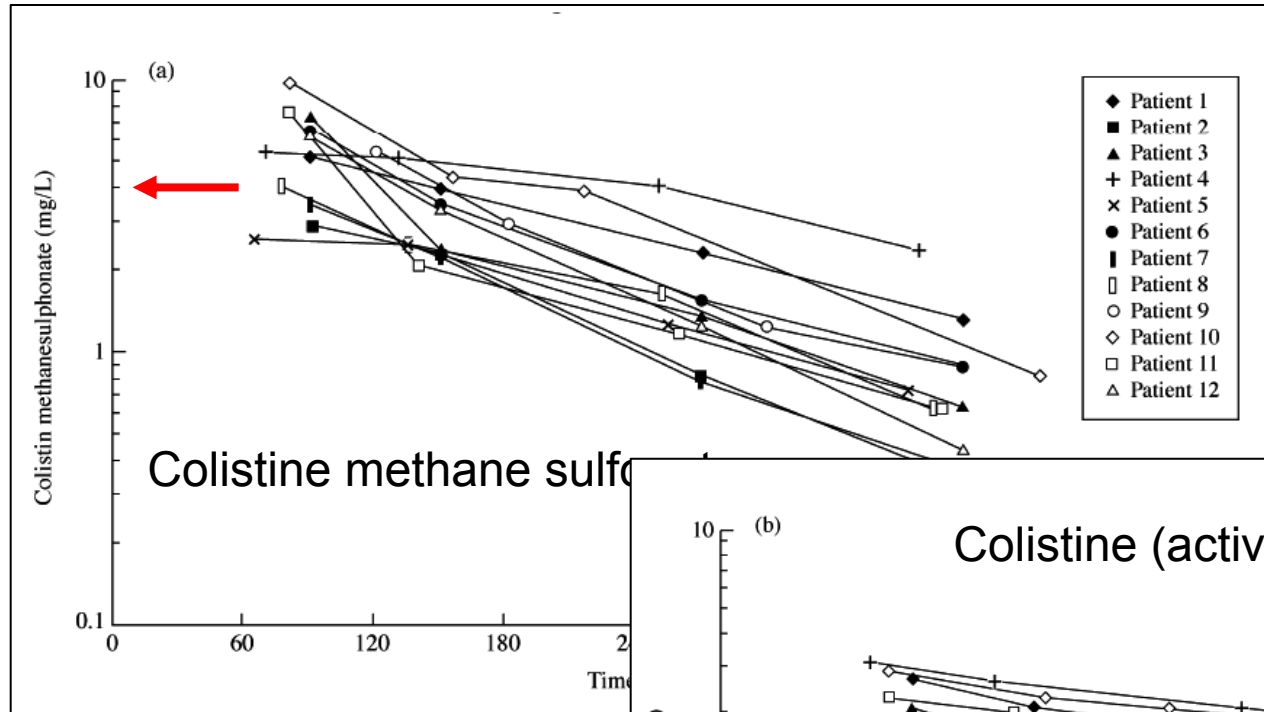 (a)
10
1
0.1
Colistin methanesulphonate (mg/L)
0
60
120
180
Time
Patient 1
Patient 2
Patient 3
Patient 4
Patient 5
Patient 6
Patient 7
Patient 8
Patient 9
Patient 10
Patient 11
Patient 12
Colistine methane sulfo
(b)
10
Colistine (activ